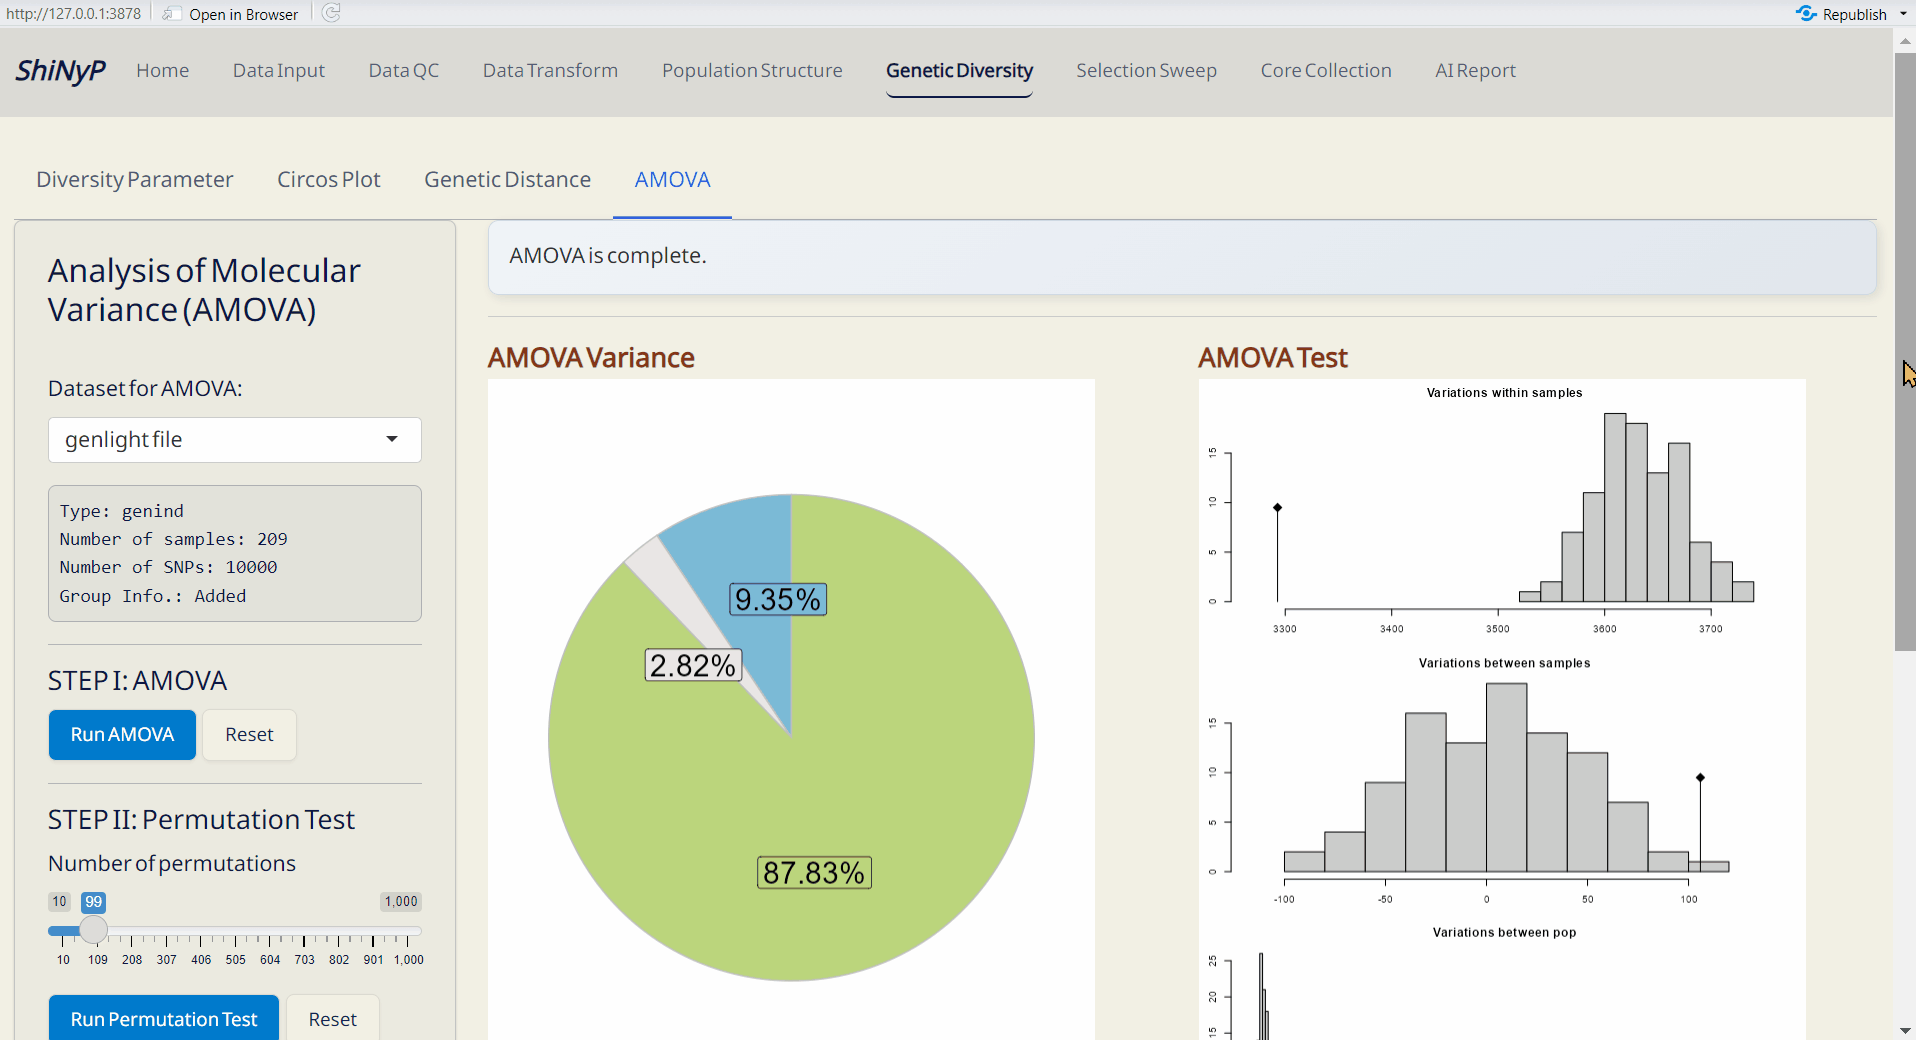 http://127.0.0.1:3878 Open in Browser Republish
ShiNyP Home Data Input Data QC Data Transform Population Structure Genetic Diversity Selection Sweep Core Collection AI Report
Diversity Parameter Circos Plot Genetic Distance AMOVA
Analysis of Molecular
Variance (AMOVA)
Dataset for AMOVA:
genlight file
Type: genind
Number of samples: 209
Number of SNPs: 10000
Group Info.: Added
STEP I: AMOVA
Run AMOVA Reset
STEP II: Permutation Test
Number of permutations
10 99 1,000
10 109 208 307 406 505 604 703 802 901 1,000
Run Permutation Test Reset
AMOVA is complete.
AMOVA Variance
9.35%
2.82%
87.83%
AMOVA Test
Variations within samples
15
10
5
0
3300 3400 3500 3600 3700
Variations between samples
15
10
5
0
-100 -50 0 50 100
Variations between pop
25
20
15